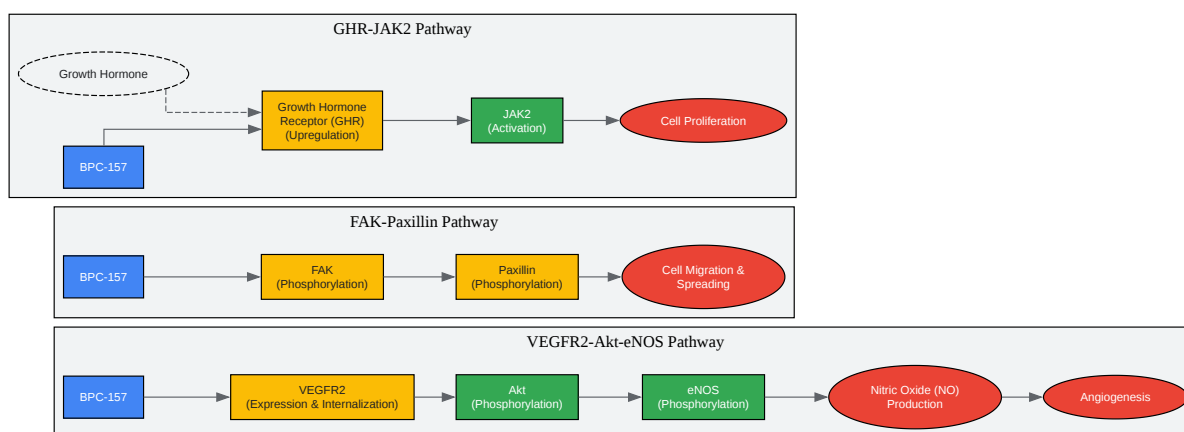 GHR-JAK2 Pathway
Growth Hormone
Growth Hormone
Receptor (GHR)
(Upregulation)
JAK2
(Activation)
Cell Proliferation
BPC-157
FAK-Paxillin Pathway
BPC-157
FAK
(Phosphorylation)
Paxillin
(Phosphorylation)
Cell Migration &
Spreading
VEGFR2-Akt-eNOS Pathway
BPC-157
VEGFR2
(Expression & Internalization)
Akt
(Phosphorylation)
eNOS
(Phosphorylation)
Nitric Oxide (NO)
Production
Angiogenesis